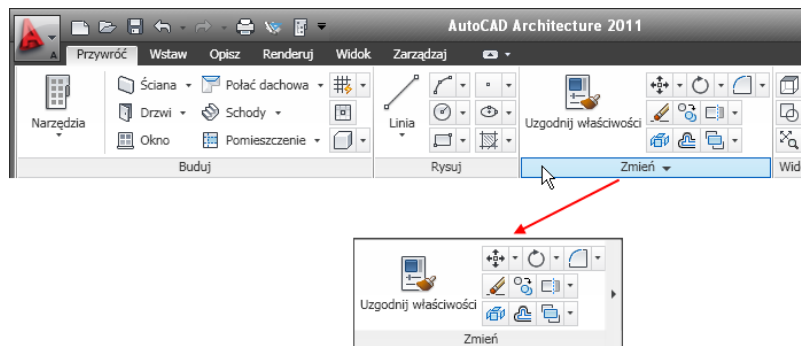 AutoCAD Architecture 2011
A Przywróć Wstaw Opisz Renderuj Widok Zarządzaj
Ściana Połać dachowa
Narzędzia Drzwi Schody Linia Uzgodnij właściwości
Okno Pomieszczenie
Buduj Rysuj Zmień Wid
Uzgodnij właściwości
Zmień